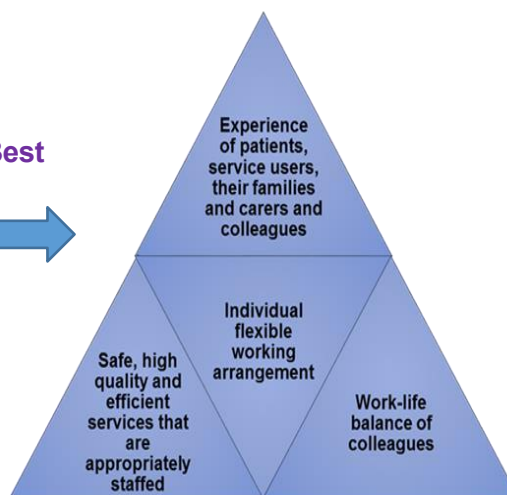 Experience
of patients,
service users,
their families
and carers and
colleagues
Individual
flexible
working
arrangement
Safe, high
quality and
efficient
services that
are
appropriately
staffed
Work-life
balance of
colleagues